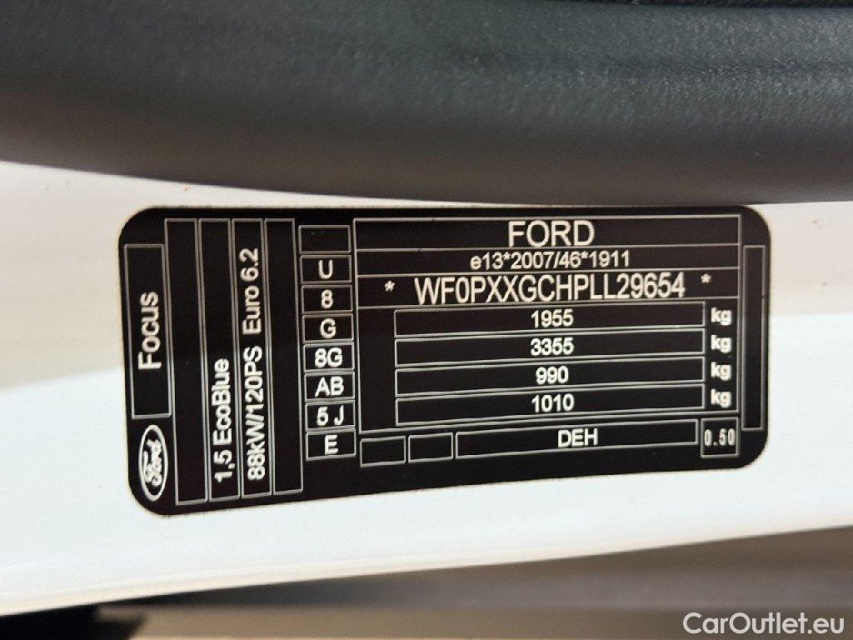 Focus
Ford
1,5 EcoBlue
88kW/120PS Euro 6.2
U
8
G
8G
AB
5 J
E
FORD
e13*2007/46*1911
* WF0PXXGCHPLL29654 *
1955 kg
3355 kg
990 kg
1010 kg
DEH
0.50
CarOutlet.eu